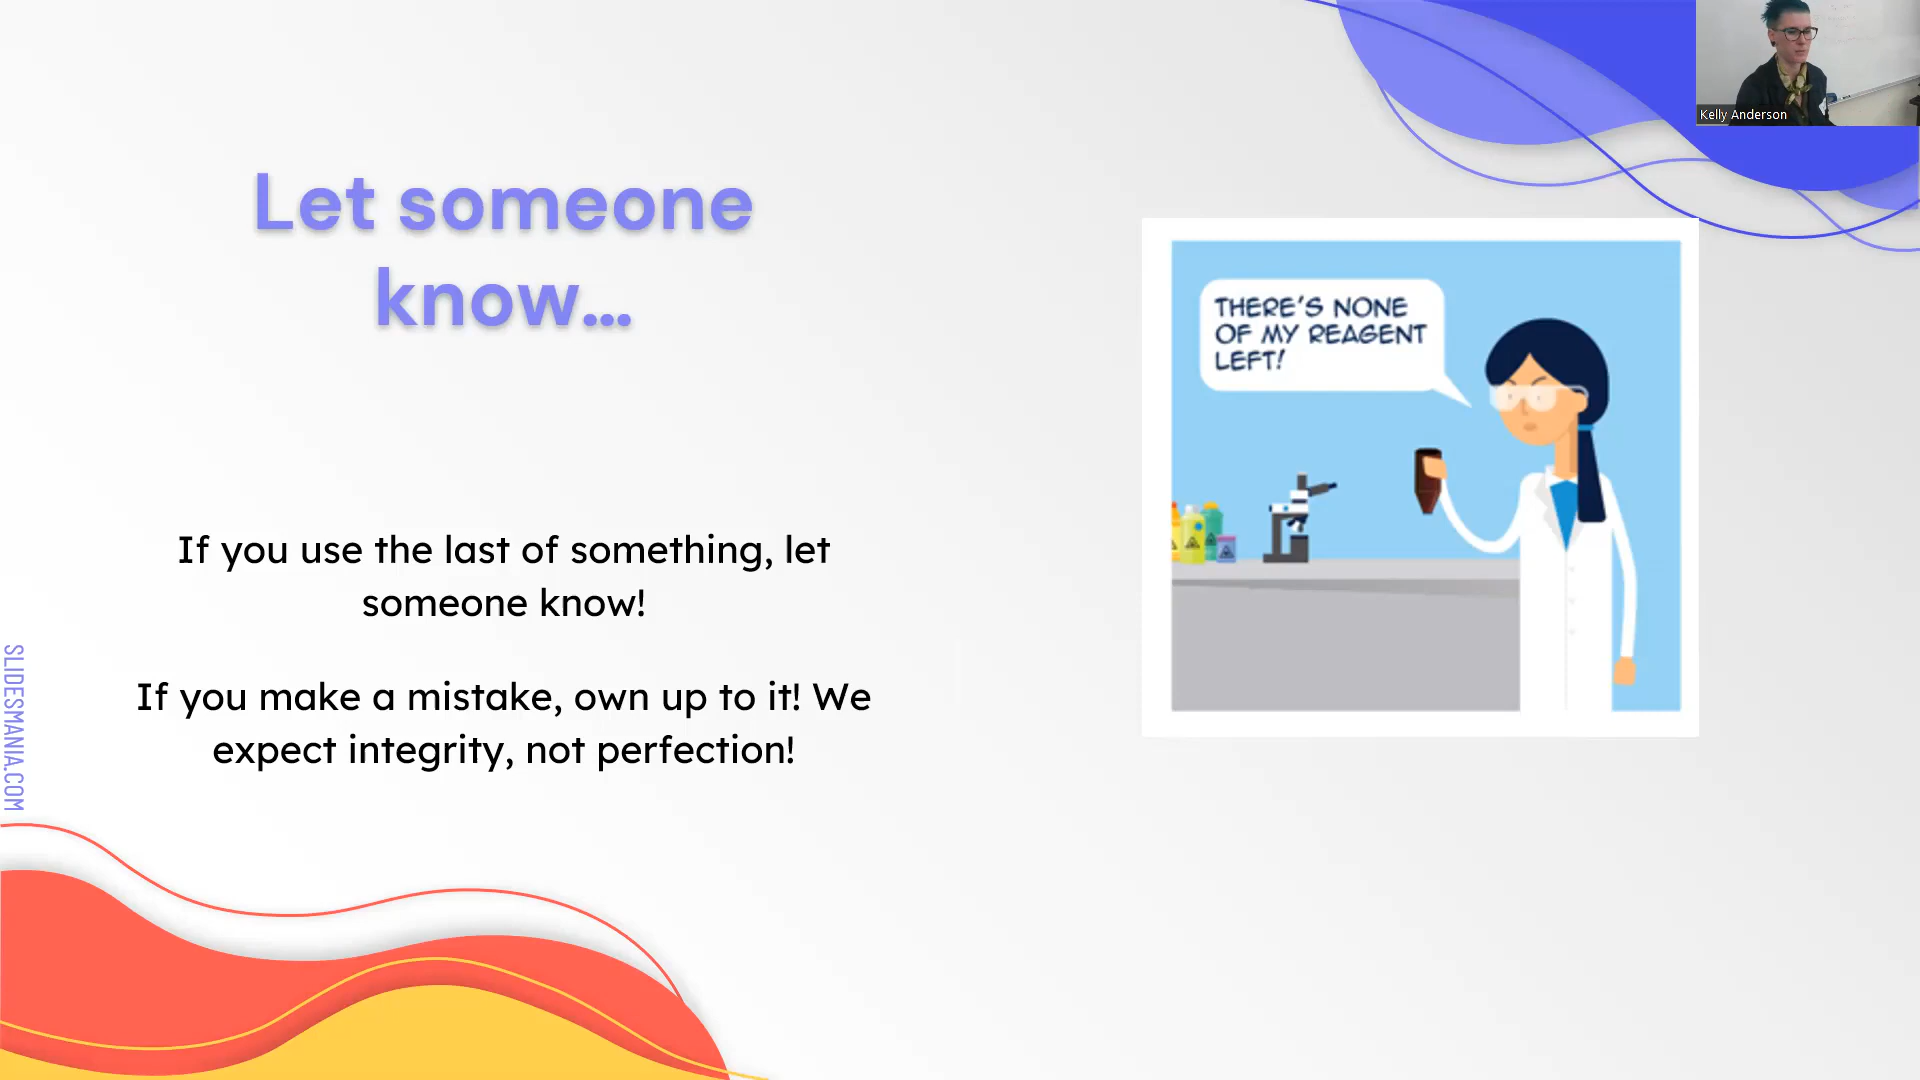 Kelly Anderson
Let someone
know...
THERE'S NONE
OF MY REAGENT
LEFT!
If you use the last of something, let
someone know!
If you make a mistake, own up to it! We
expect integrity, not perfection!
SLIDESMANIA.COM